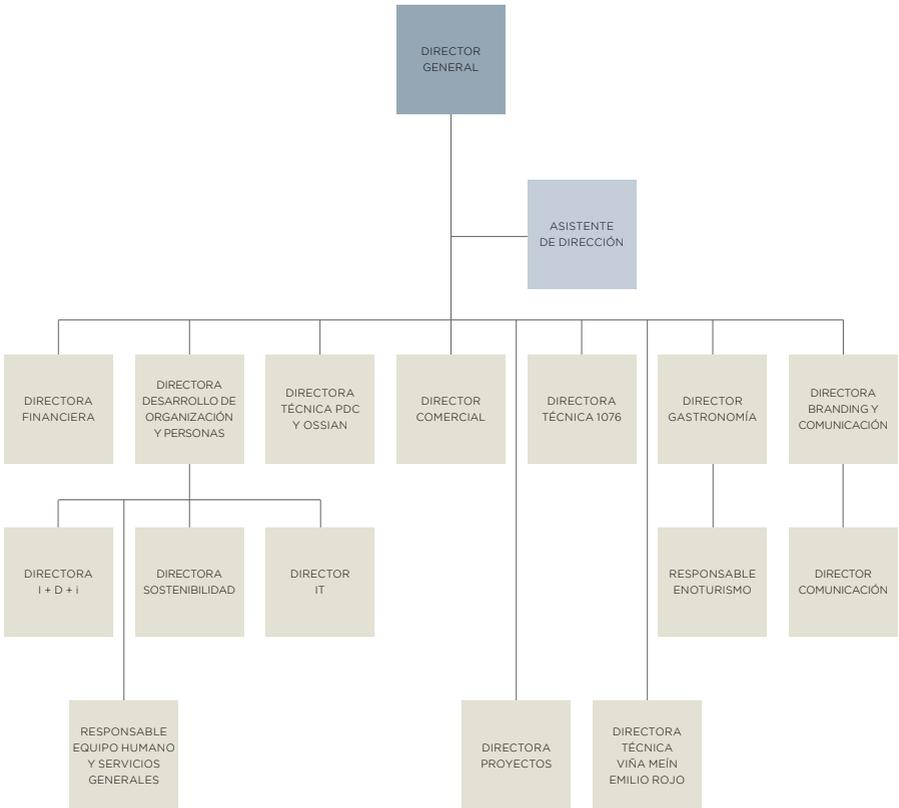 DIRECTOR
GENERAL
ASISTENTE
DE DIRECCIÓN
DIRECTORA
FINANCIERA
DIRECTORA
DESARROLLO DE
ORGANIZACIÓN
Y PERSONAS
DIRECTORA
TÉCNICA PDC
Y OSSIAN
DIRECTOR
COMERCIAL
DIRECTORA
TÉCNICA 1076
DIRECTOR
GASTRONOMÍA
DIRECTORA
BRANDING Y
COMUNICACIÓN
DIRECTORA
I + D + i
DIRECTORA
SOSTENIBILIDAD
DIRECTOR
IT
RESPONSABLE
ENOTURISMO
DIRECTOR
COMUNICACIÓN
RESPONSABLE
EQUIPO HUMANO
Y SERVICIOS
GENERALES
DIRECTORA
PROYECTOS
DIRECTORA
TÉCNICA
VIÑA MEÍN
EMILIO ROJO